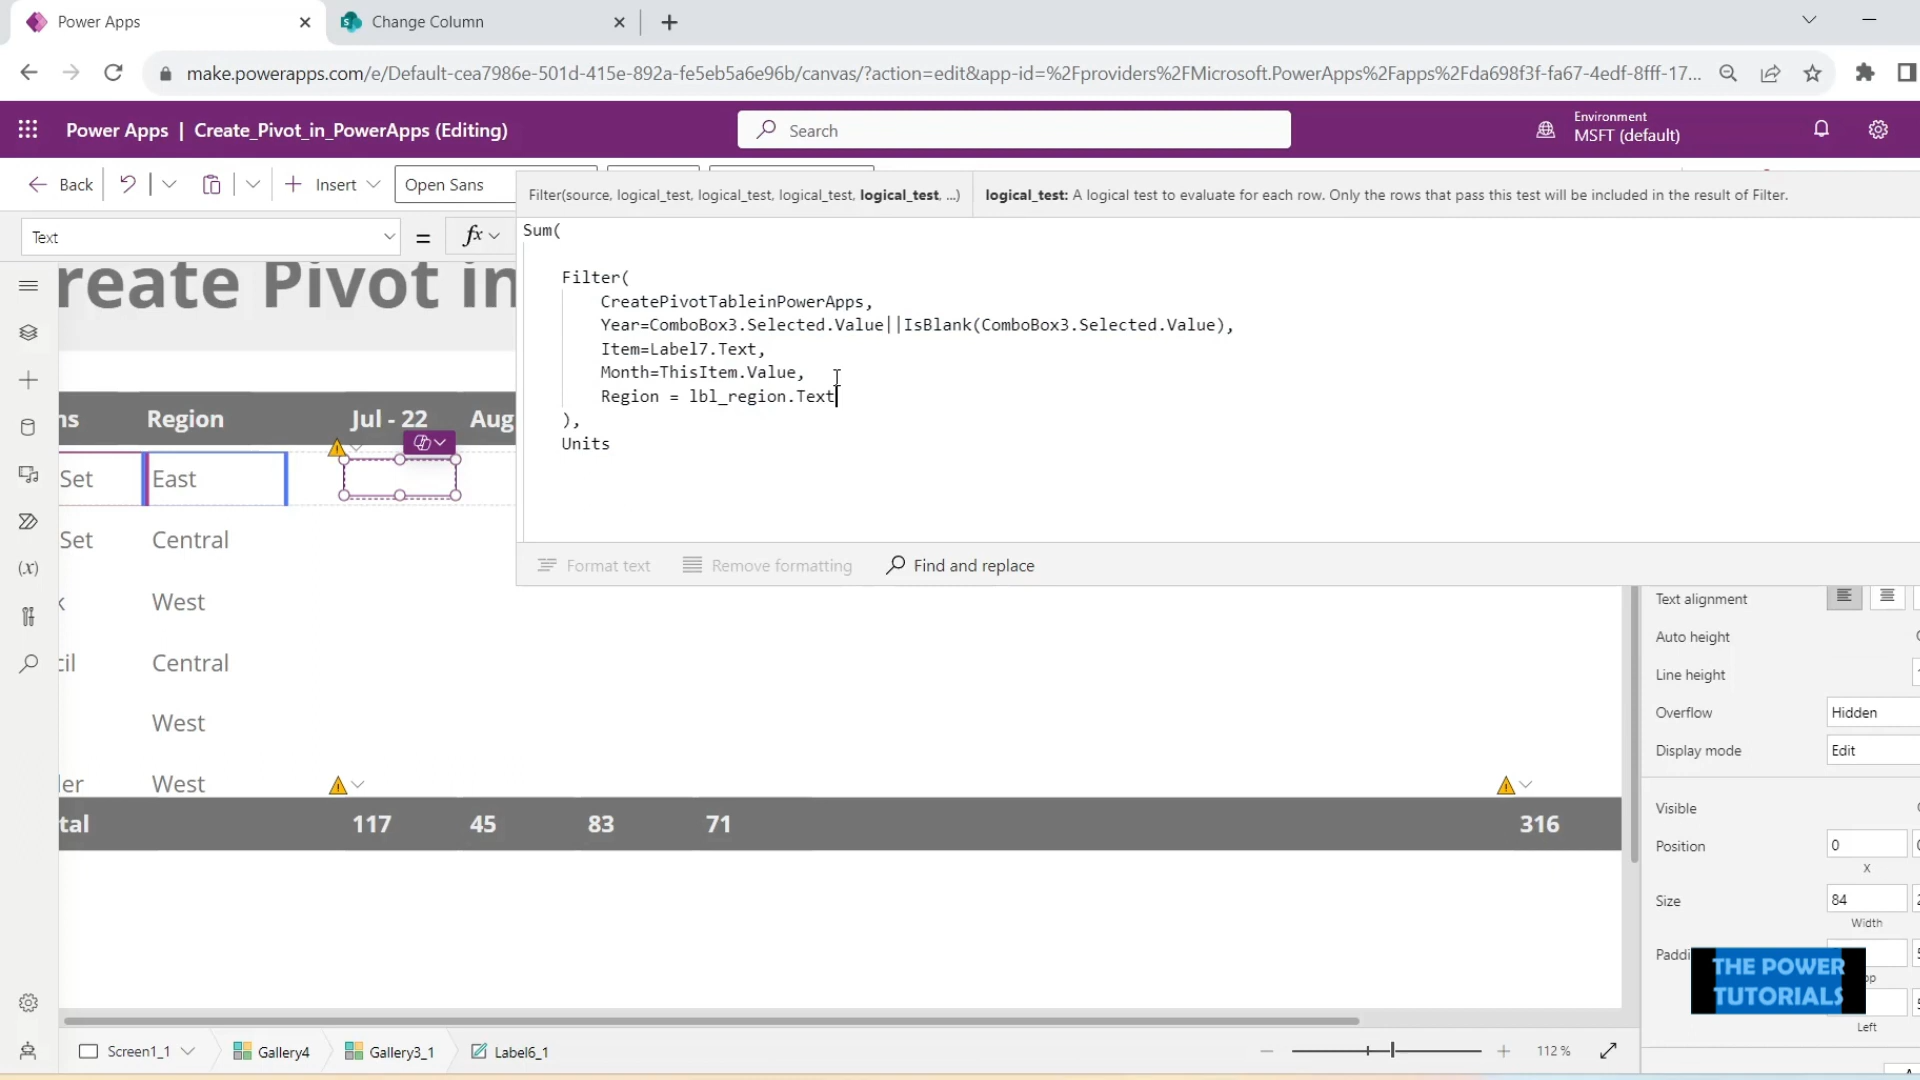 Power Apps
Change Column
make.powerapps.com/e/Default-cea7986e-501d-415e-892a-fe5eb5a6e96b/canvas/?action=edit&app-id=%2Fproviders%2FMicrosoft.PowerApps%2Fapps%2Fda698f3f-fa67-4edf-8fff-17...
Power Apps | Create_Pivot_in_PowerApps (Editing)
Search
Environment
MSFT (default)
Back
Insert
Open Sans
Filter(source, logical_test, logical_test, logical_test, logical_test, ...)
logical_test: A logical test to evaluate for each row. Only the rows that pass this test will be included in the result of Filter.
Text
=
fx
Sum(
Filter(
CreatePivotTableinPowerApps,
Year=ComboBox3.Selected.Value||IsBlank(ComboBox3.Selected.Value),
Item=Label7.Text,
Month=ThisItem.Value,
Region = lbl_region.Text
),
Units
Format text
Remove formatting
Find and replace
reate Pivot in
ns
Region
Jul - 22
Aug
Set
East
Set
Central
k
West
cil
Central
West
ler
West
tal
117
45
83
71
316
Text alignment
Auto height
Line height
Overflow
Hidden
Display mode
Edit
Visible
Position
0
X
Size
84
Width
Paddi
op
5
5
Left
THE POWER
TUTORIALS
Screen1_1
Gallery4
Gallery3_1
Label6_1
112 %